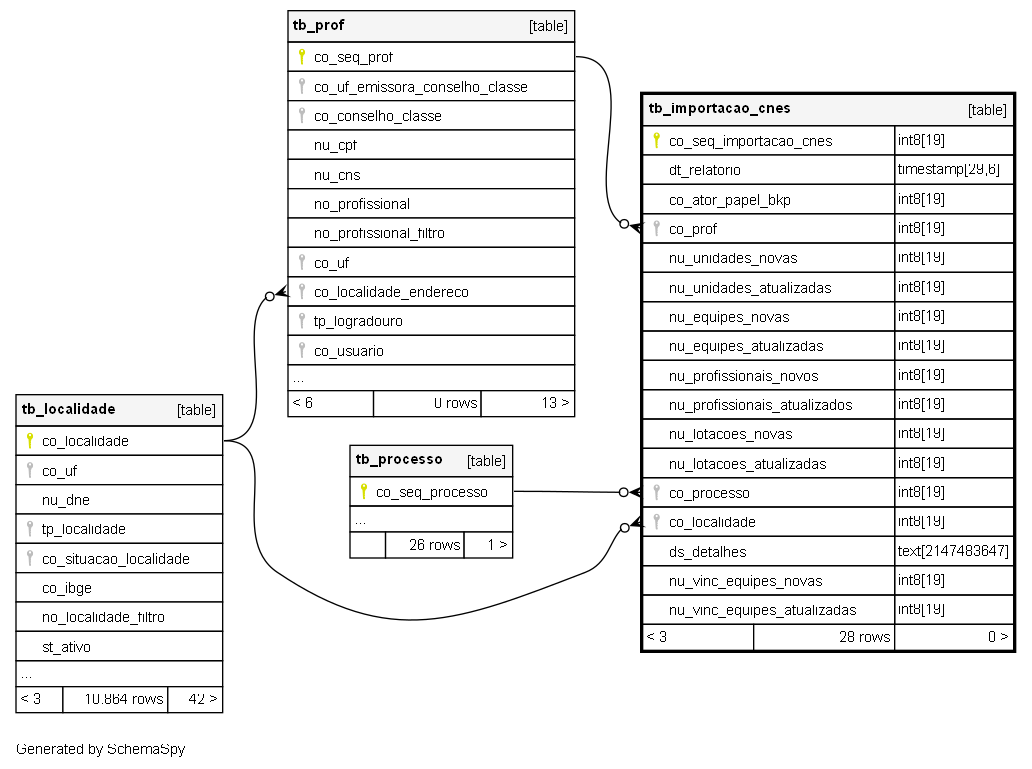 tb_prof [table]
co_seq_prof
co_uf_emissora_conselho_classe
co_conselho_classe
nu_cpf
nu_cns
no_profissional
no_profissional_filtro
co_uf
co_localidade_endereco
tp_logradouro
co_usuario
...
< 6 0 rows 13 >
tb_localidade [table]
co_localidade
co_uf
nu_dne
tp_localidade
co_situacao_localidade
co_ibge
no_localidade_filtro
st_ativo
...
< 3 10.864 rows 42 >
tb_processo [table]
co_seq_processo
...
26 rows 1 >
tb_importacao_cnes [table]
co_seq_importacao_cnes int8[19]
dt_relatorio timestamp[29,6]
co_ator_papel_bkp int8[19]
co_prof int8[19]
nu_unidades_novas int8[19]
nu_unidades_atualizadas int8[19]
nu_equipes_novas int8[19]
nu_equipes_atualizadas int8[19]
nu_profissionais_novos int8[19]
nu_profissionais_atualizados int8[19]
nu_lotacoes_novas int8[19]
nu_lotacoes_atualizadas int8[19]
co_processo int8[19]
co_localidade int8[19]
ds_detalhes text[2147483647]
nu_vinc_equipes_novas int8[19]
nu_vinc_equipes_atualizadas int8[19]
< 3 28 rows 0 >
Generated by SchemaSpy